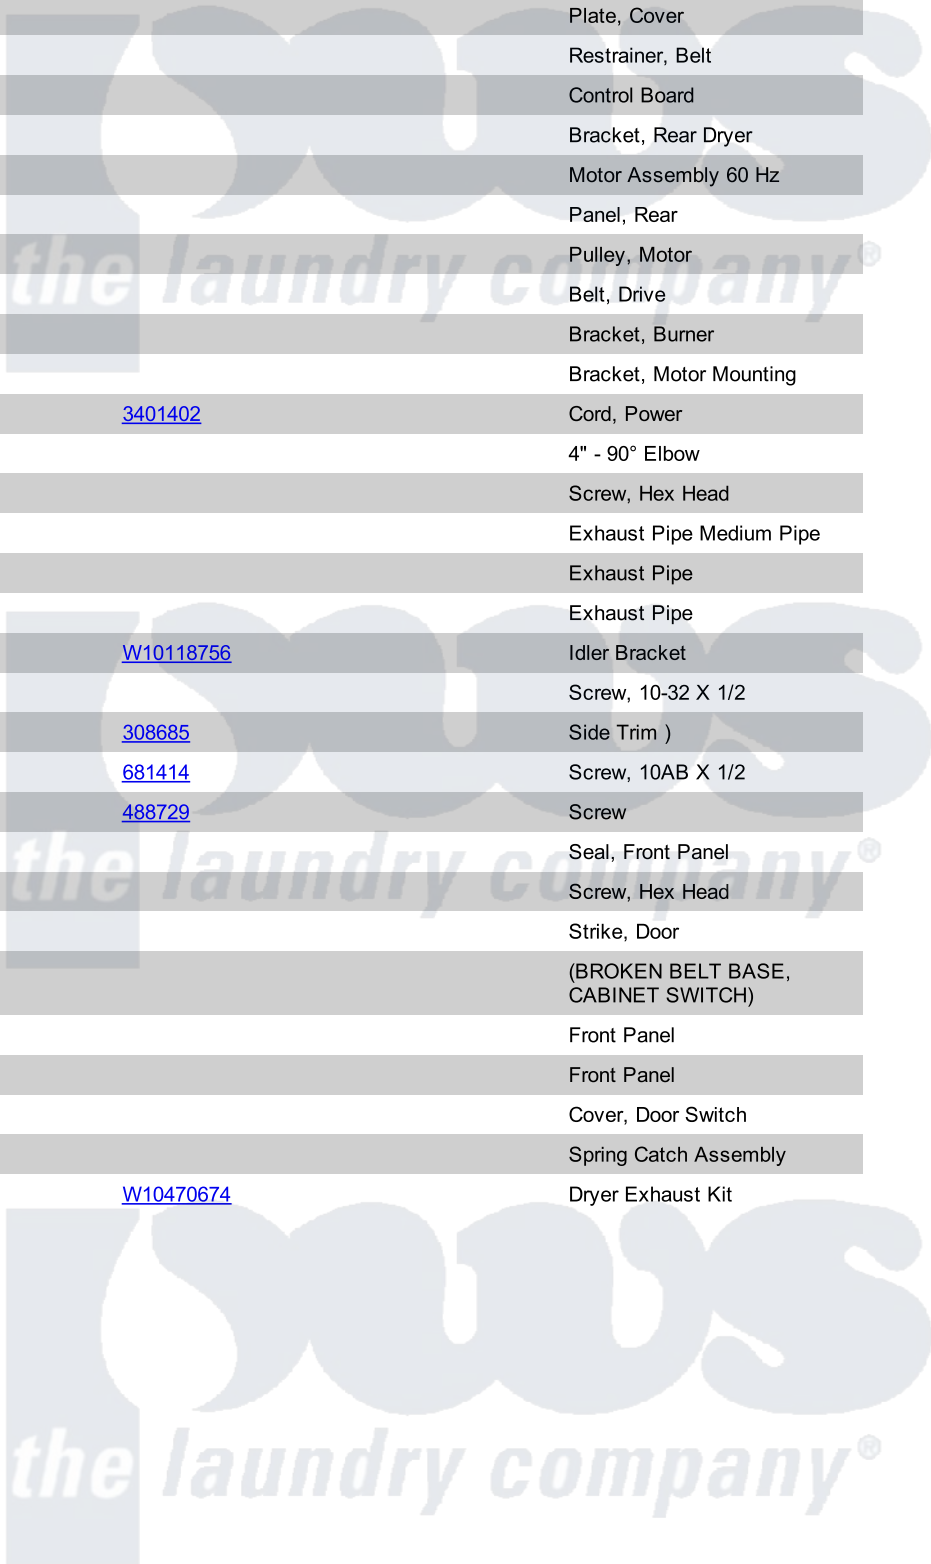 Plate, Cover
Restrainer, Belt
Control Board
Bracket, Rear Dryer
Motor Assembly 60 Hz
Panel, Rear
Pulley, Motor
Belt, Drive
Bracket, Burner
Bracket, Motor Mounting
3401402 Cord, Power
4" - 90° Elbow
Screw, Hex Head
Exhaust Pipe Medium Pipe
Exhaust Pipe
Exhaust Pipe
W10118756 Idler Bracket
Screw, 10-32 X 1/2
308685 Side Trim )
681414 Screw, 10AB X 1/2
488729 Screw
Seal, Front Panel
Screw, Hex Head
Strike, Door
(BROKEN BELT BASE,
CABINET SWITCH)
Front Panel
Front Panel
Cover, Door Switch
Spring Catch Assembly
W10470674 Dryer Exhaust Kit
pws
the laundry company®
pws
the laundry company®
pws
the laundry company®